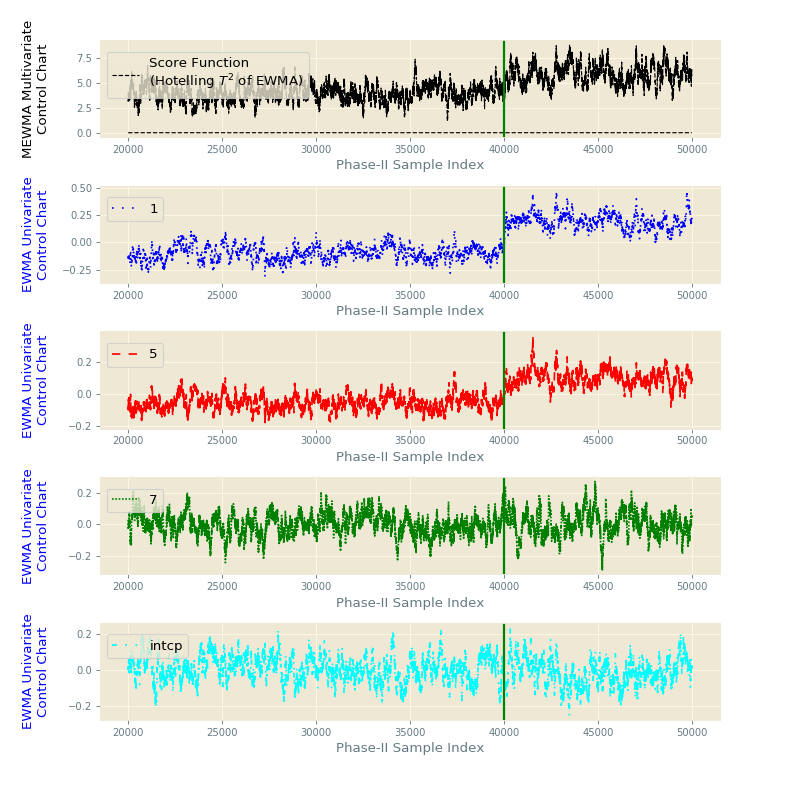 MEWMA Multivariate
Control Chart
7.5
5.0
2.5
0.0
Score Function
(Hotelling T² of EWMA)
20000 25000 30000 35000 40000 45000 50000
Phase-II Sample Index
EWMA Univariate
Control Chart
0.50
0.25
0.00
−0.25
1
20000 25000 30000 35000 40000 45000 50000
Phase-II Sample Index
EWMA Univariate
Control Chart
0.2
0.0
−0.2
5
20000 25000 30000 35000 40000 45000 50000
Phase-II Sample Index
EWMA Univariate
Control Chart
0.2
0.0
−0.2
7
20000 25000 30000 35000 40000 45000 50000
Phase-II Sample Index
EWMA Univariate
Control Chart
0.2
0.0
−0.2
intcp
20000 25000 30000 35000 40000 45000 50000
Phase-II Sample Index